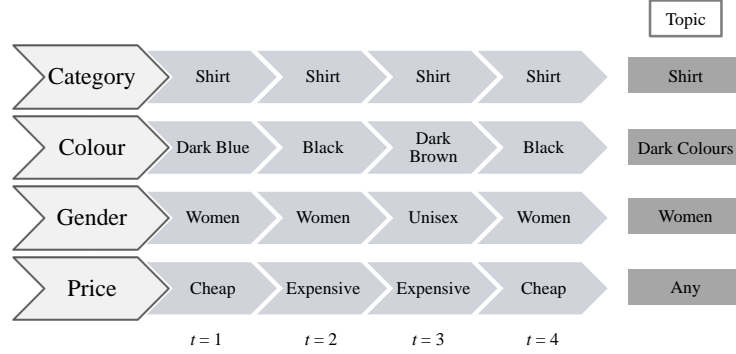 Topic
Category Shirt Shirt Shirt Shirt Shirt
Colour Dark Blue Black Dark Brown Black Dark Colours
Gender Women Women Unisex Women Women
Price Cheap Expensive Expensive Cheap Any
t = 1 t = 2 t = 3 t = 4